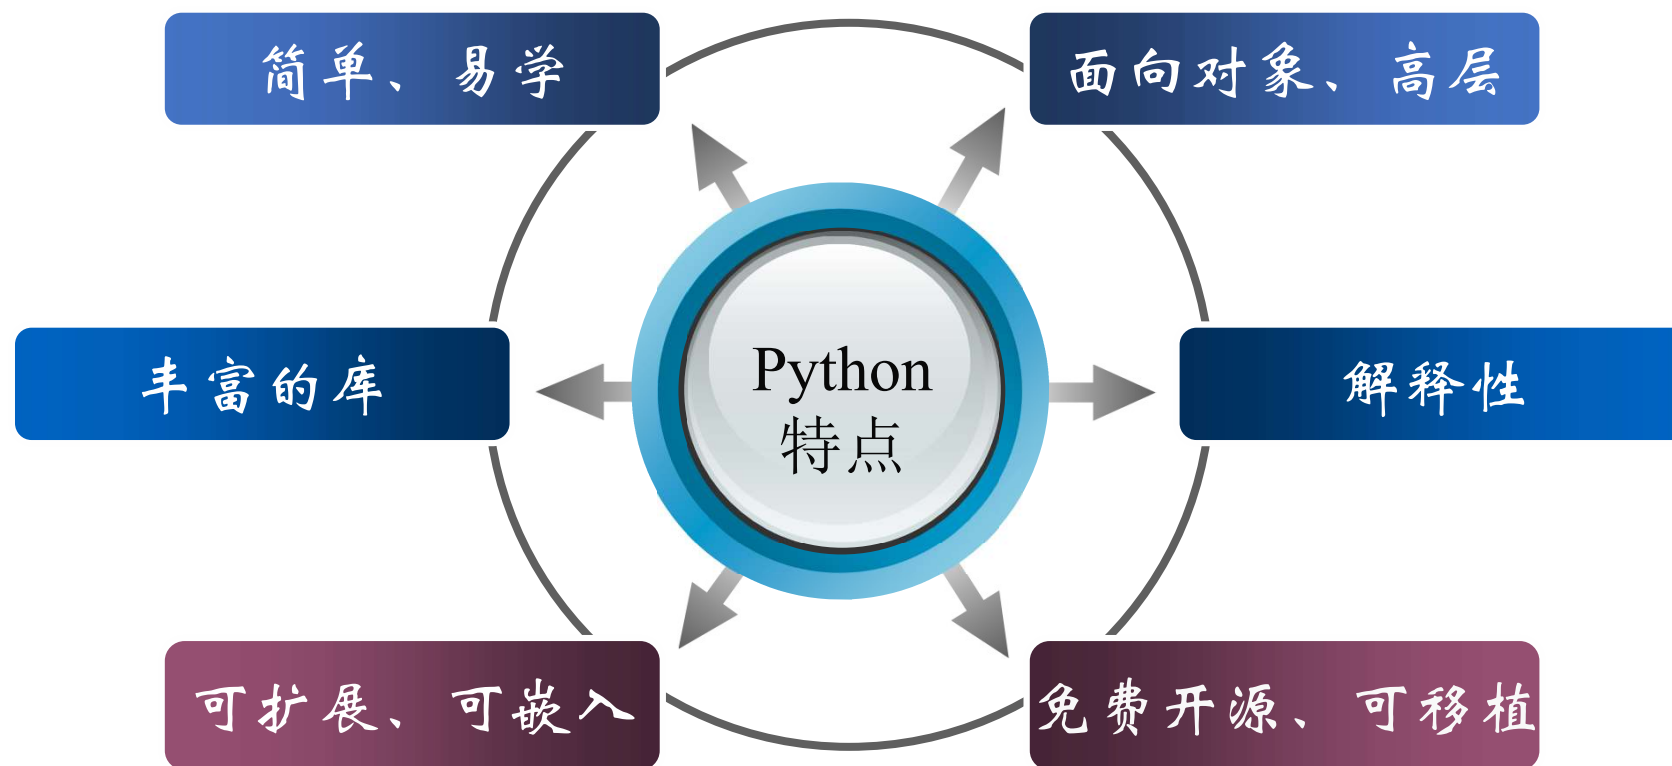 简单、易学
面向对象、高层
丰富的库
Python
特点
解释性
可扩展、可嵌入
免费开源、可移植